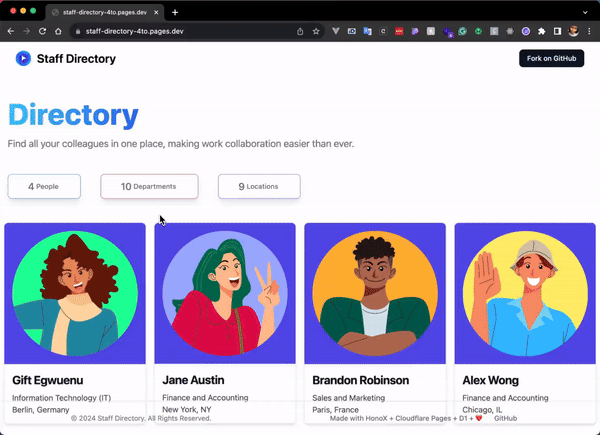 staff-directory-4to.pages.dev
staff-directory-4to.pages.dev
Staff Directory
Fork on GitHub
Directory
Find all your colleagues in one place, making work collaboration easier than ever.
4 People
10 Departments
9 Locations
Gift Egwuenu
Information Technology (IT)
Berlin, Germany
Jane Austin
Finance and Accounting
New York, NY
Brandon Robinson
Sales and Marketing
Paris, France
Alex Wong
Finance and Accounting
Chicago, IL
© 2024 Staff Directory. All Rights Reserved.
Made with HonoX + Cloudflare Pages + D1 + ❤️
GitHub